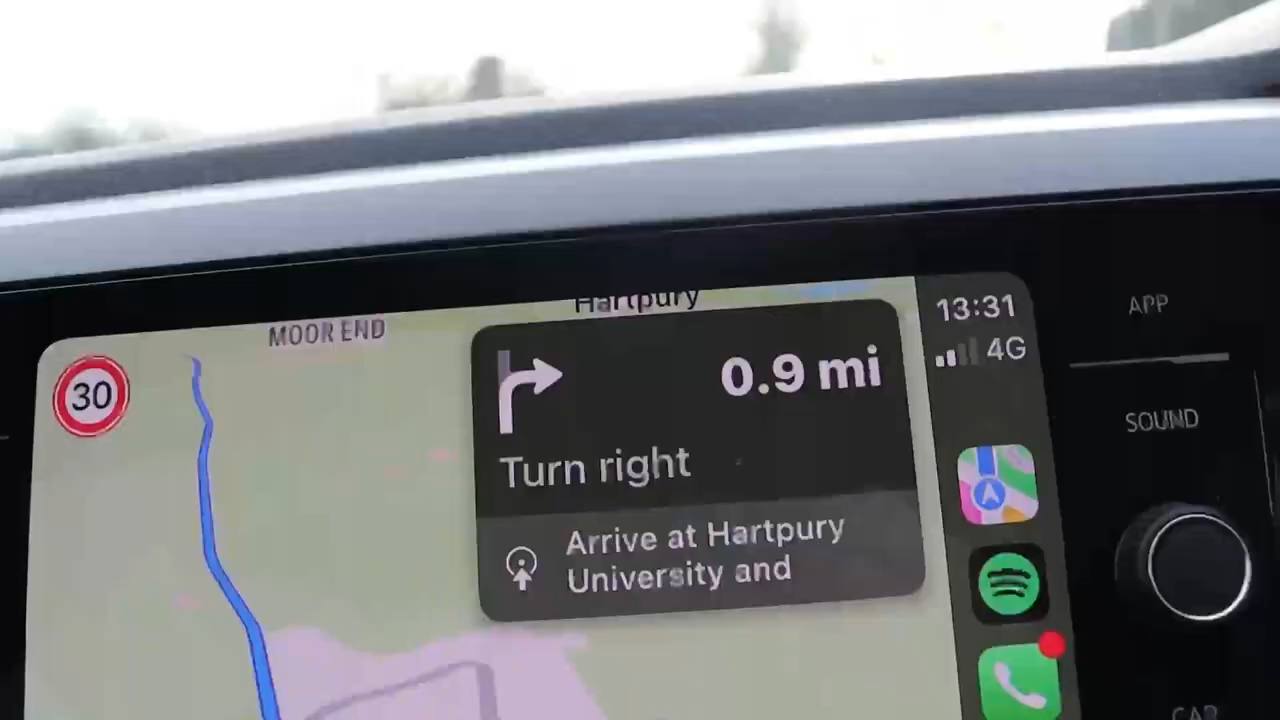 Hartpury
MOOR END
30
0.9 mi
Turn right
Arrive at Hartpury
University and
13:31
4G
APP
SOUND
CAR